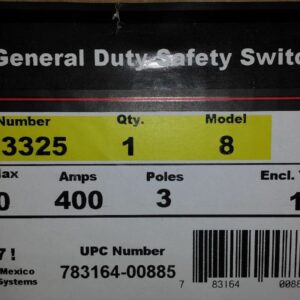 General Duty Safety Switc
Number Qty. Model
3325 1 8
ax Amps Poles Encl.
0 400 3 1
7 ! UPC Number
Mexico
Systems 783164-00885
7 83164 008